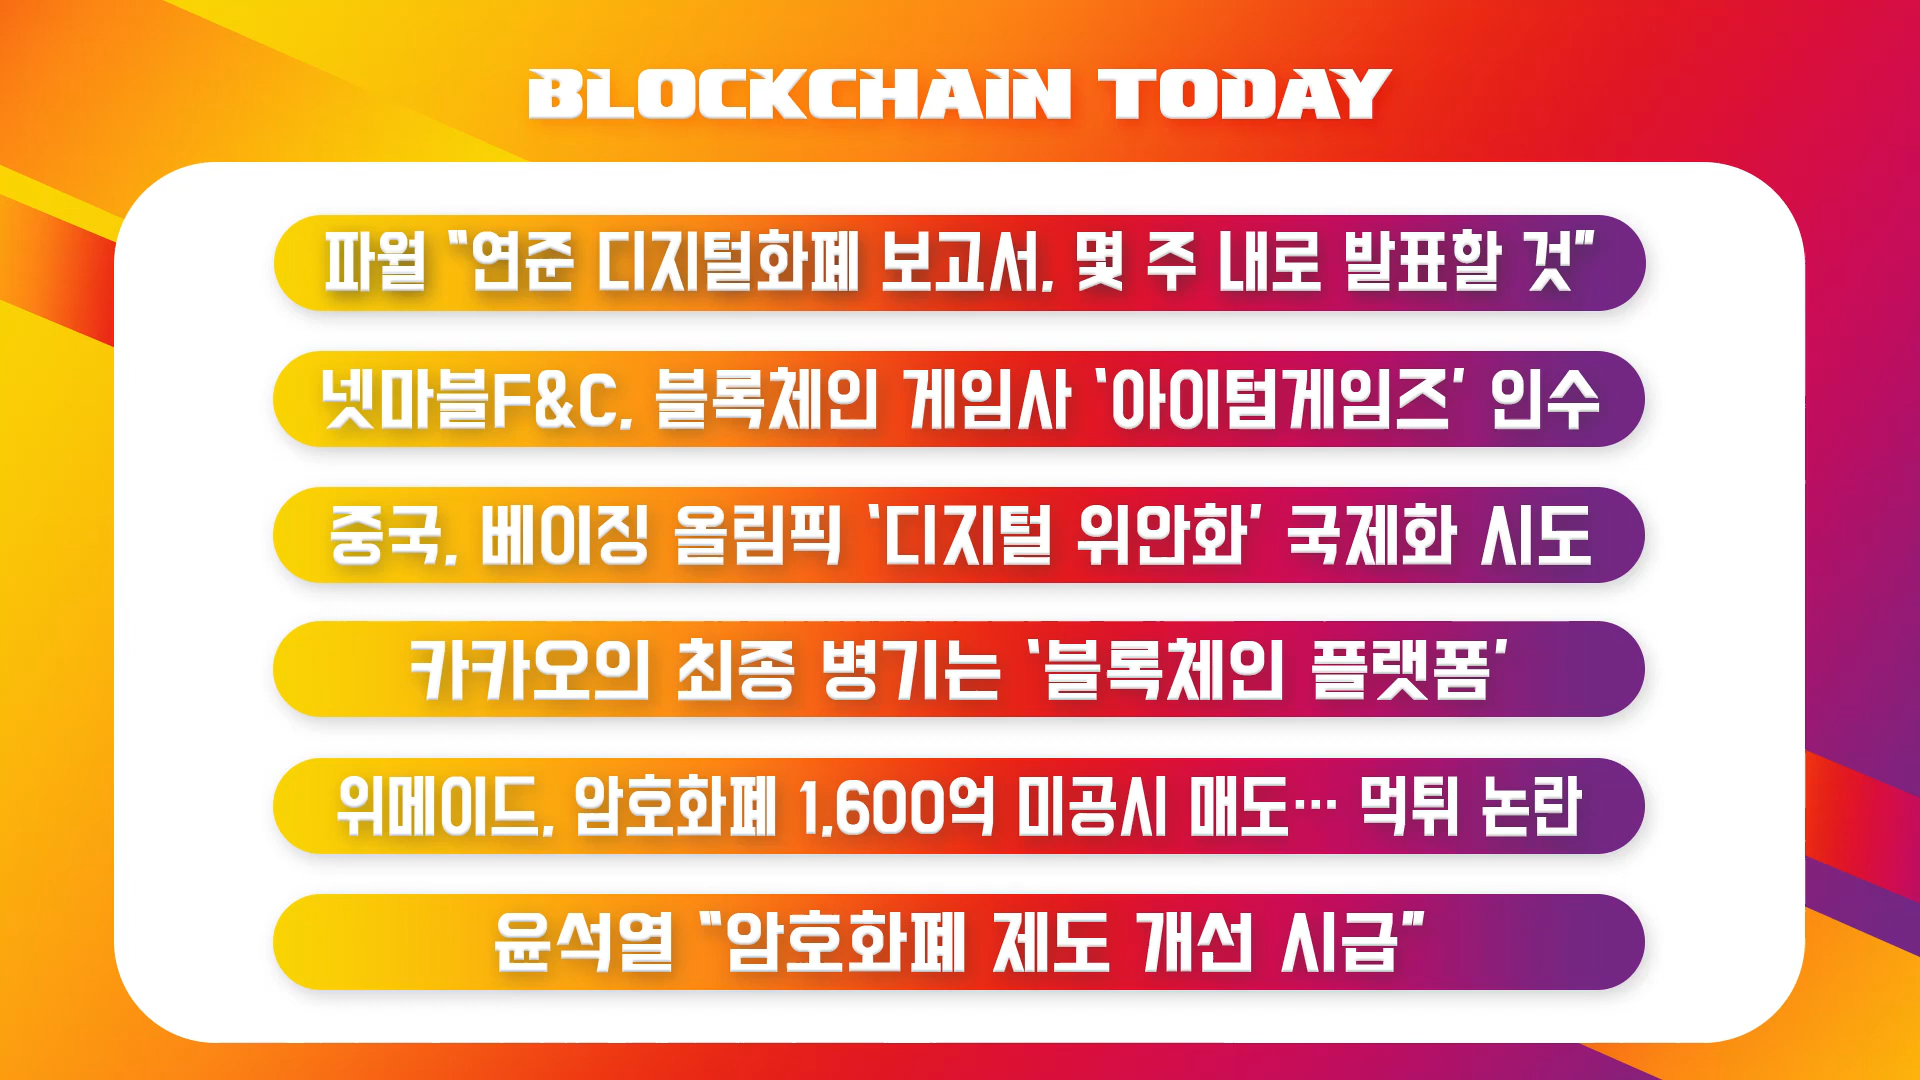 BLOCKCHAIN TODAY
파월 "연준 디지털화폐 보고서, 몇 주 내로 발표할 것"
넷마블F&C, 블록체인 게임사 '아이텀게임즈' 인수
중국, 베이징 올림픽 '디지털 위안화' 국제화 시도
카카오의 최종 병기는 '블록체인 플랫폼'
위메이드, 암호화폐 1,600억 미공시 매도… 먹튀 논란
윤석열 "암호화폐 제도 개선 시급"